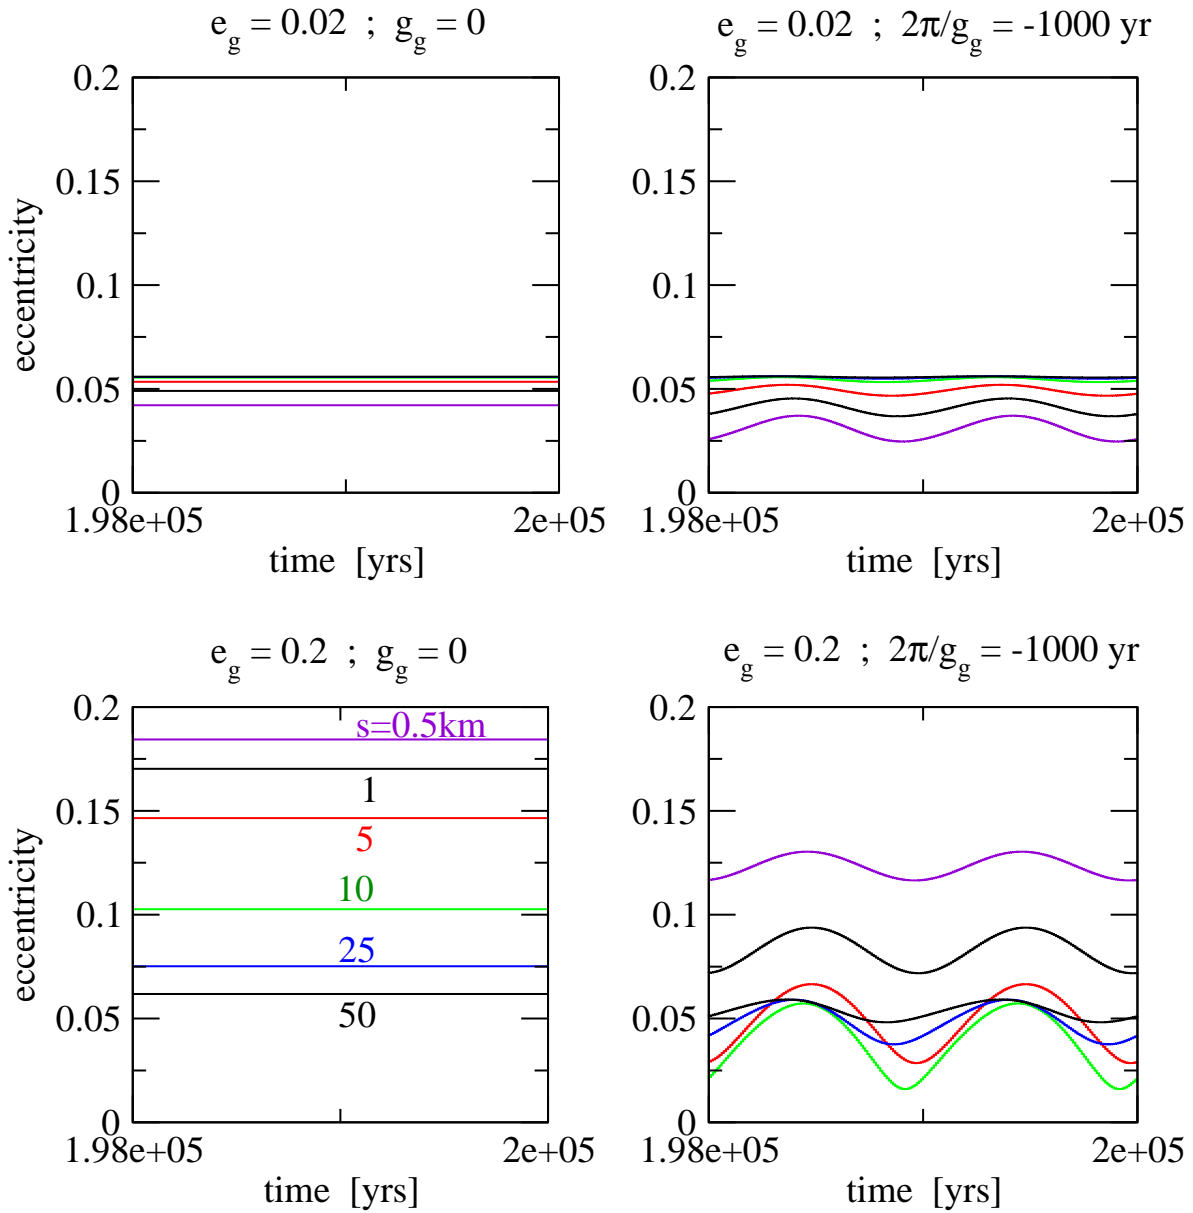 e_g = 0.02 ; g_g = 0
e_g = 0.02 ; 2π/g_g = -1000 yr
eccentricity
0.2
0.15
0.1
0.05
0
1.98e+05 2e+05
time [yrs]
0.2
0.15
0.1
0.05
0
1.98e+05 2e+05
time [yrs]
e_g = 0.2 ; g_g = 0
e_g = 0.2 ; 2π/g_g = -1000 yr
eccentricity
0.2
0.15
0.1
0.05
0
s=0.5km
1
5
10
25
50
1.98e+05 2e+05
time [yrs]
0.2
0.15
0.1
0.05
0
1.98e+05 2e+05
time [yrs]